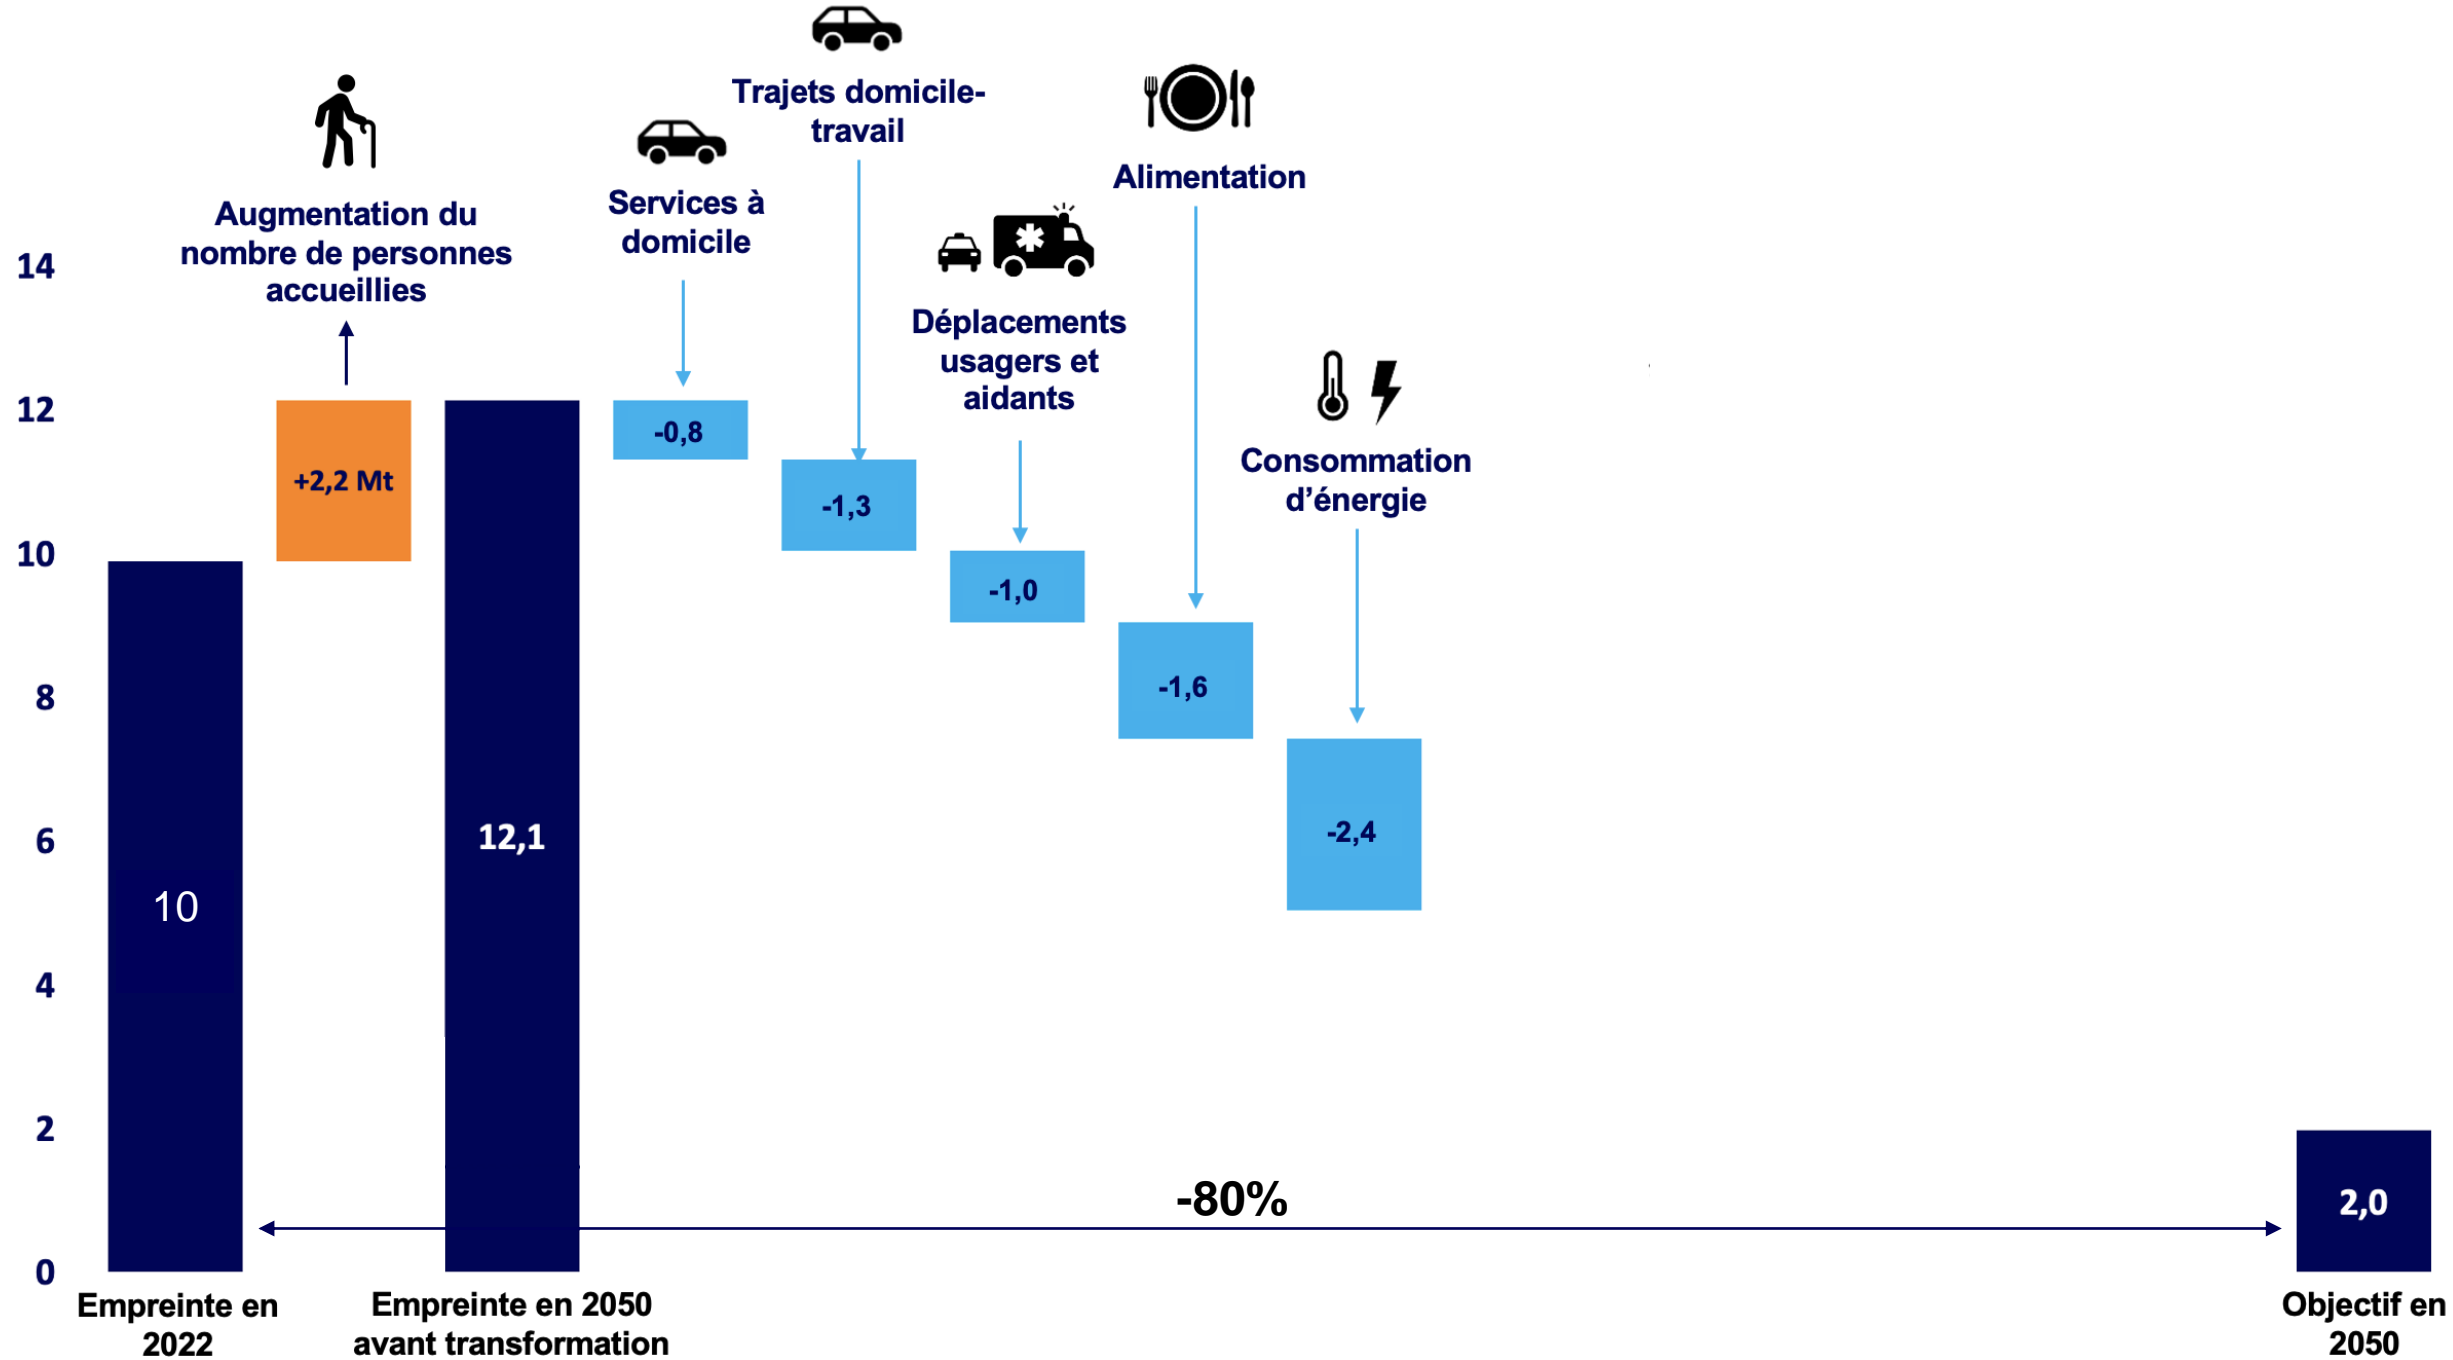 Trajets domicile-
travail
Alimentation
Services à
domicile
Augmentation du
nombre de personnes
accueillies
Déplacements
usagers et
aidants
Consommation
d’énergie
14
12
10
8
6
4
2
0
10
+2,2 Mt
12,1
-0,8
-1,3
-1,0
-1,6
-2,4
-80%
2,0
Empreinte en
2022
Empreinte en 2050
avant transformation
Objectif en
2050